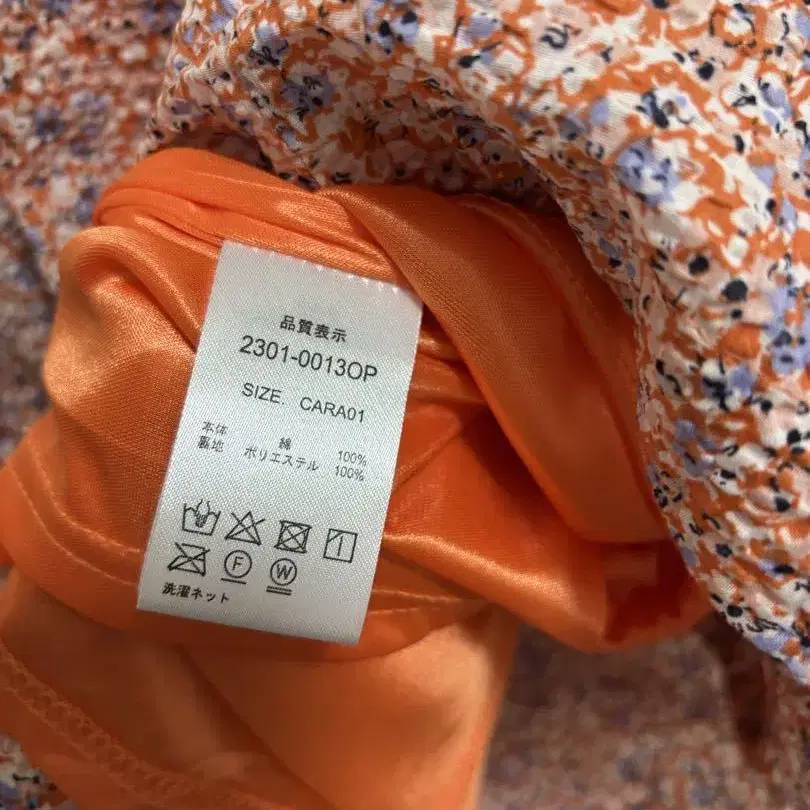 品質表示
2301-0013OP
SIZE. CARA01
本体 綿 100%
裏地 ポリエステル 100%
F W
洗濯ネット